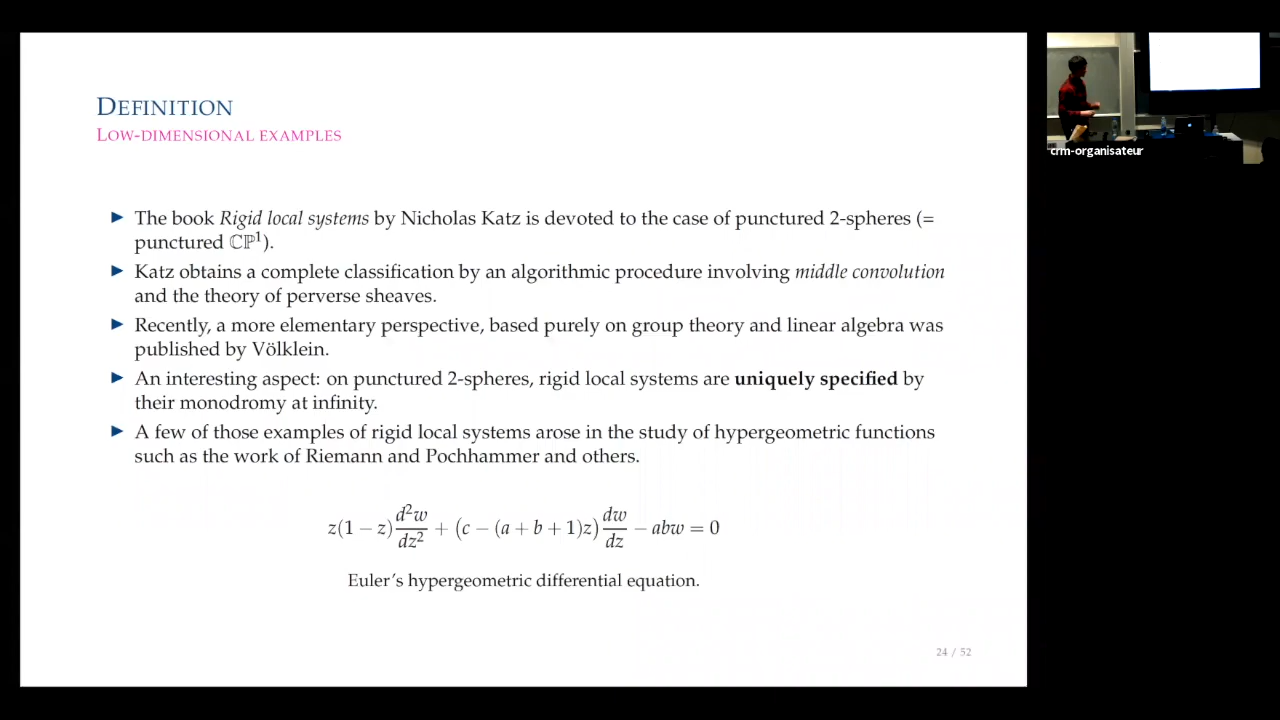 DEFINITION
LOW-DIMENSIONAL EXAMPLES
▶ The book Rigid local systems by Nicholas Katz is devoted to the case of punctured 2-spheres (=
punctured ℂℙ¹).
▶ Katz obtains a complete classification by an algorithmic procedure involving middle convolution
and the theory of perverse sheaves.
▶ Recently, a more elementary perspective, based purely on group theory and linear algebra was
published by Völklein.
▶ An interesting aspect: on punctured 2-spheres, rigid local systems are uniquely specified by
their monodromy at infinity.
▶ A few of those examples of rigid local systems arose in the study of hypergeometric functions
such as the work of Riemann and Pochhammer and others.
z(1 − z) d²w/dz² + (c − (a + b + 1)z) dw/dz − abw = 0
Euler's hypergeometric differential equation.
24 / 52
crm-organisateur